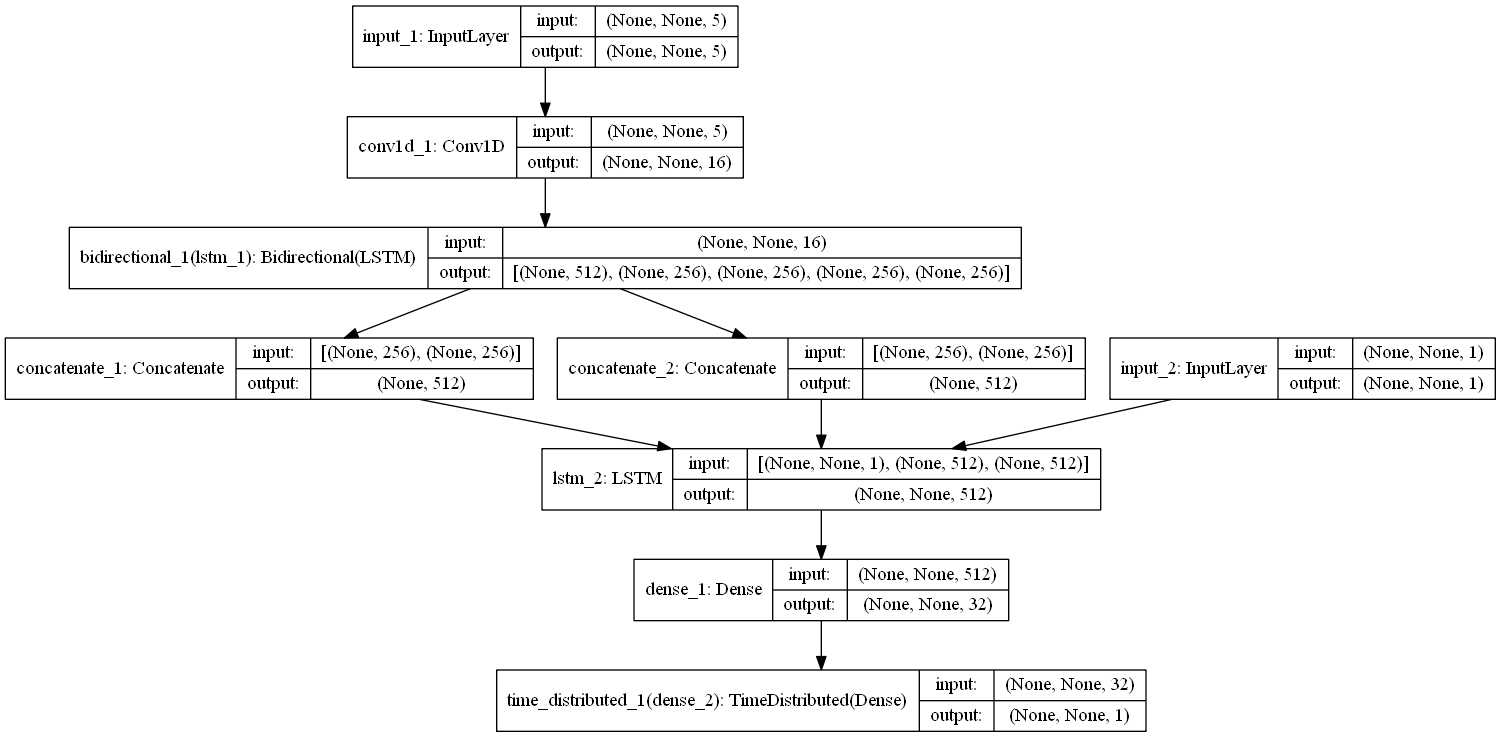 input_1: InputLayer
input: (None, None, 5)
output: (None, None, 5)
conv1d_1: Conv1D
input: (None, None, 5)
output: (None, None, 16)
bidirectional_1(lstm_1): Bidirectional(LSTM)
input: (None, None, 16)
output: [(None, 512), (None, 256), (None, 256), (None, 256), (None, 256)]
concatenate_1: Concatenate
input: [(None, 256), (None, 256)]
output: (None, 512)
concatenate_2: Concatenate
input: [(None, 256), (None, 256)]
output: (None, 512)
input_2: InputLayer
input: (None, None, 1)
output: (None, None, 1)
lstm_2: LSTM
input: [(None, None, 1), (None, 512), (None, 512)]
output: (None, None, 512)
dense_1: Dense
input: (None, None, 512)
output: (None, None, 32)
time_distributed_1(dense_2): TimeDistributed(Dense)
input: (None, None, 32)
output: (None, None, 1)